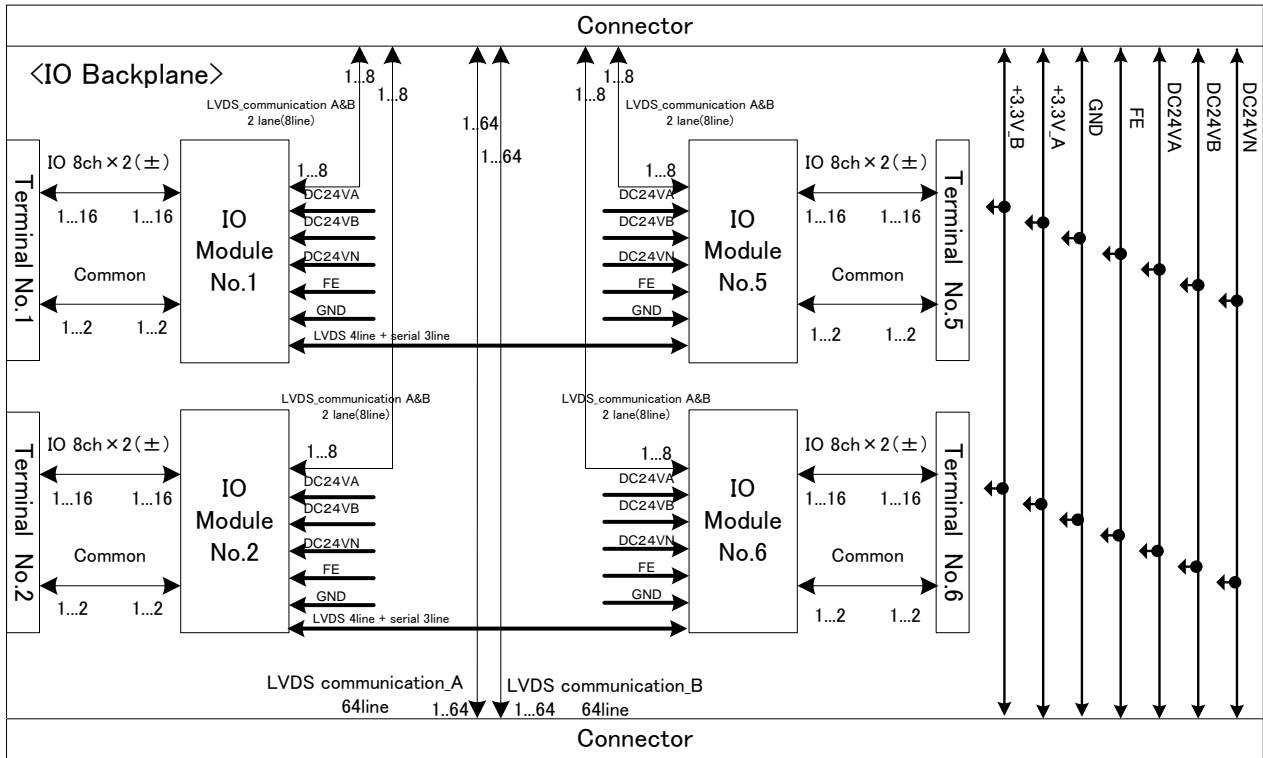 Connector
<IO Backplane>
1...8
1...8
LVDS_communication A&B
2 lane(8line)
1..64
1...64
1...8
1...8
LVDS_communication A&B
2 lane(8line)
+3.3V_B
+3.3V_A
GND
FE
DC24VA
DC24VB
DC24VN
Terminal No.1
IO 8ch×2(±)
1...16
1...16
Common
1...2
1...2
IO
Module
No.1
1...8
DC24VA
DC24VB
DC24VN
FE
GND
LVDS 4line + serial 3line
1...8
DC24VA
DC24VB
DC24VN
FE
GND
IO
Module
No.5
IO 8ch×2(±)
1...16
1...16
Common
1...2
1...2
Terminal No.5
Terminal No.2
IO 8ch×2(±)
1...16
1...16
Common
1...2
1...2
IO
Module
No.2
LVDS_communication A&B
2 lane(8line)
1...8
DC24VA
DC24VB
DC24VN
FE
GND
LVDS 4line + serial 3line
LVDS_communication A&B
2 lane(8line)
1...8
DC24VA
DC24VB
DC24VN
FE
GND
IO
Module
No.6
IO 8ch×2(±)
1...16
1...16
Common
1...2
1...2
Terminal No.6
LVDS communication_A
64line
1..64
LVDS communication_B
1...64
64line
Connector